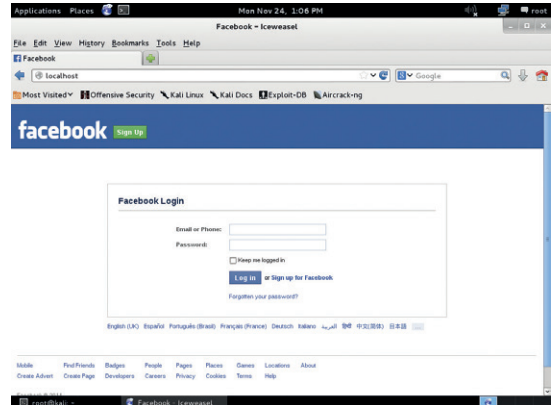 Applications Places Mon Nov 24, 1:06 PM root
Facebook - Iceweasel
File Edit View History Bookmarks Tools Help
Facebook
localhost Google
Most Visited Offensive Security Kali Linux Kali Docs Exploit-DB Aircrack-ng
facebook Sign Up
Facebook Login
Email or Phone:
Password:
Keep me logged in
Log in or Sign up for Facebook
Forgotten your password?
English (UK) Español Português (Brasil) Français (France) Deutsch Italiano العربية हिन्दी 中文(简体) 日本語 ...
Mobile Find Friends Badges People Pages Places Games Locations About
Create Advert Create Page Developers Careers Privacy Cookies Terms Help
root@kali: ~ Facebook - Iceweasel